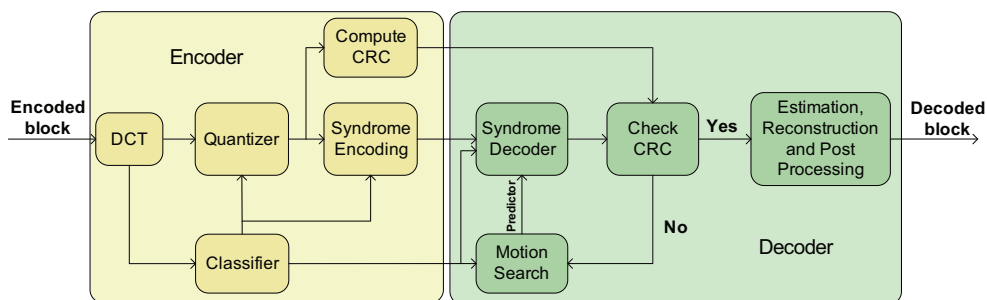 Encoder
Compute
CRC
Encoded
block
DCT
Quantizer
Syndrome
Encoding
Classifier
Syndrome
Decoder
Check
CRC
Yes
Estimation,
Reconstruction
and Post
Processing
Decoded
block
Predictor
Motion
Search
No
Decoder